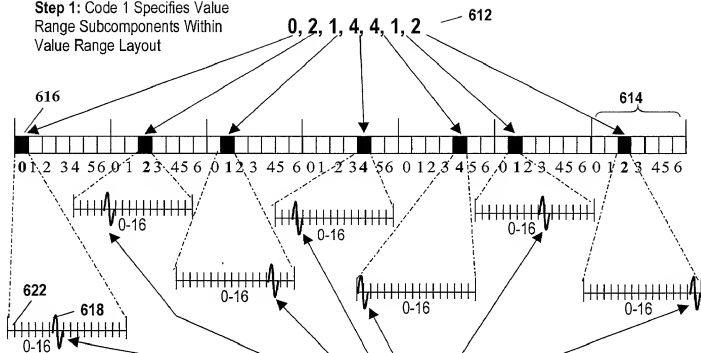 Step 1: Code 1 Specifies Value
Range Subcomponents Within
Value Range Layout
0, 2, 1, 4, 4, 1, 2
612
616
614
0 1 2 3 4 5 6 0 1 2 3 4 5 6 0 1 2 3 4 5 6 0 1 2 3 4 5 6 0 1 2 3 4 5 6 0 1 2 3 4 5 6 0 1 2 3 4 5 6
0-16
0-16
0-16
0-16
0-16
0-16
622
618
0-16